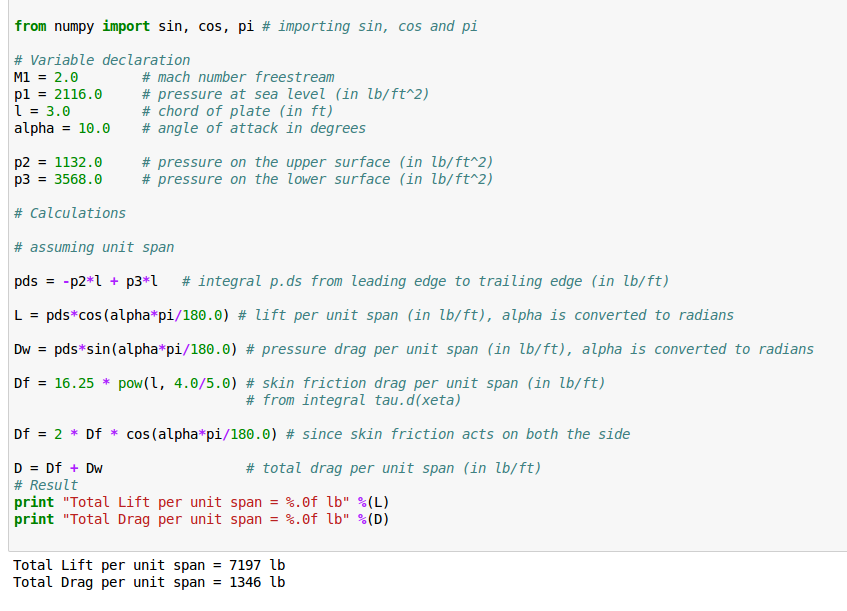 from numpy import sin, cos, pi # importing sin, cos and pi
# Variable declaration
M1 = 2.0        # mach number freestream
p1 = 2116.0     # pressure at sea level (in lb/ft^2)
l = 3.0         # chord of plate (in ft)
alpha = 10.0    # angle of attack in degrees
p2 = 1132.0     # pressure on the upper surface (in lb/ft^2)
p3 = 3568.0     # pressure on the lower surface (in lb/ft^2)
# Calculations
# assuming unit span
pds = -p2*l + p3*l   # integral p.ds from leading edge to trailing edge (in lb/ft)
L = pds*cos(alpha*pi/180.0) # lift per unit span (in lb/ft), alpha is converted to radians
Dw = pds*sin(alpha*pi/180.0) # pressure drag per unit span (in lb/ft), alpha is converted to radians
Df = 16.25 * pow(l, 4.0/5.0) # skin friction drag per unit span (in lb/ft)
# from integral tau.d(xeta)
Df = 2 * Df * cos(alpha*pi/180.0) # since skin friction acts on both the side
D = Df + Dw                  # total drag per unit span (in lb/ft)
# Result
print "Total Lift per unit span = %.0f lb" %(L)
print "Total Drag per unit span = %.0f lb" %(D)
Total Lift per unit span = 7197 lb
Total Drag per unit span = 1346 lb